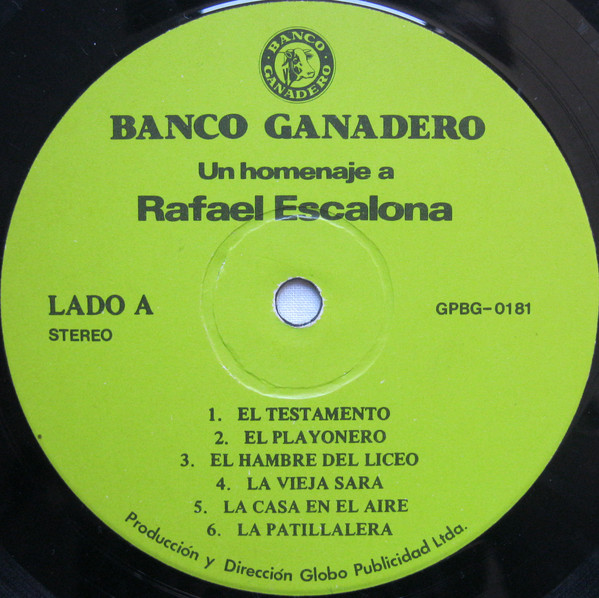 BANCO
GANADERO
BANCO GANADERO
Un homenaje a
Rafael Escalona
LADO A
STEREO
GPBG-0181
1. EL TESTAMENTO
2. EL PLAYONERO
3. EL HAMBRE DEL LICEO
4. LA VIEJA SARA
5. LA CASA EN EL AIRE
6. LA PATILLALERA
Producción y Dirección Globo Publicidad Ltda.